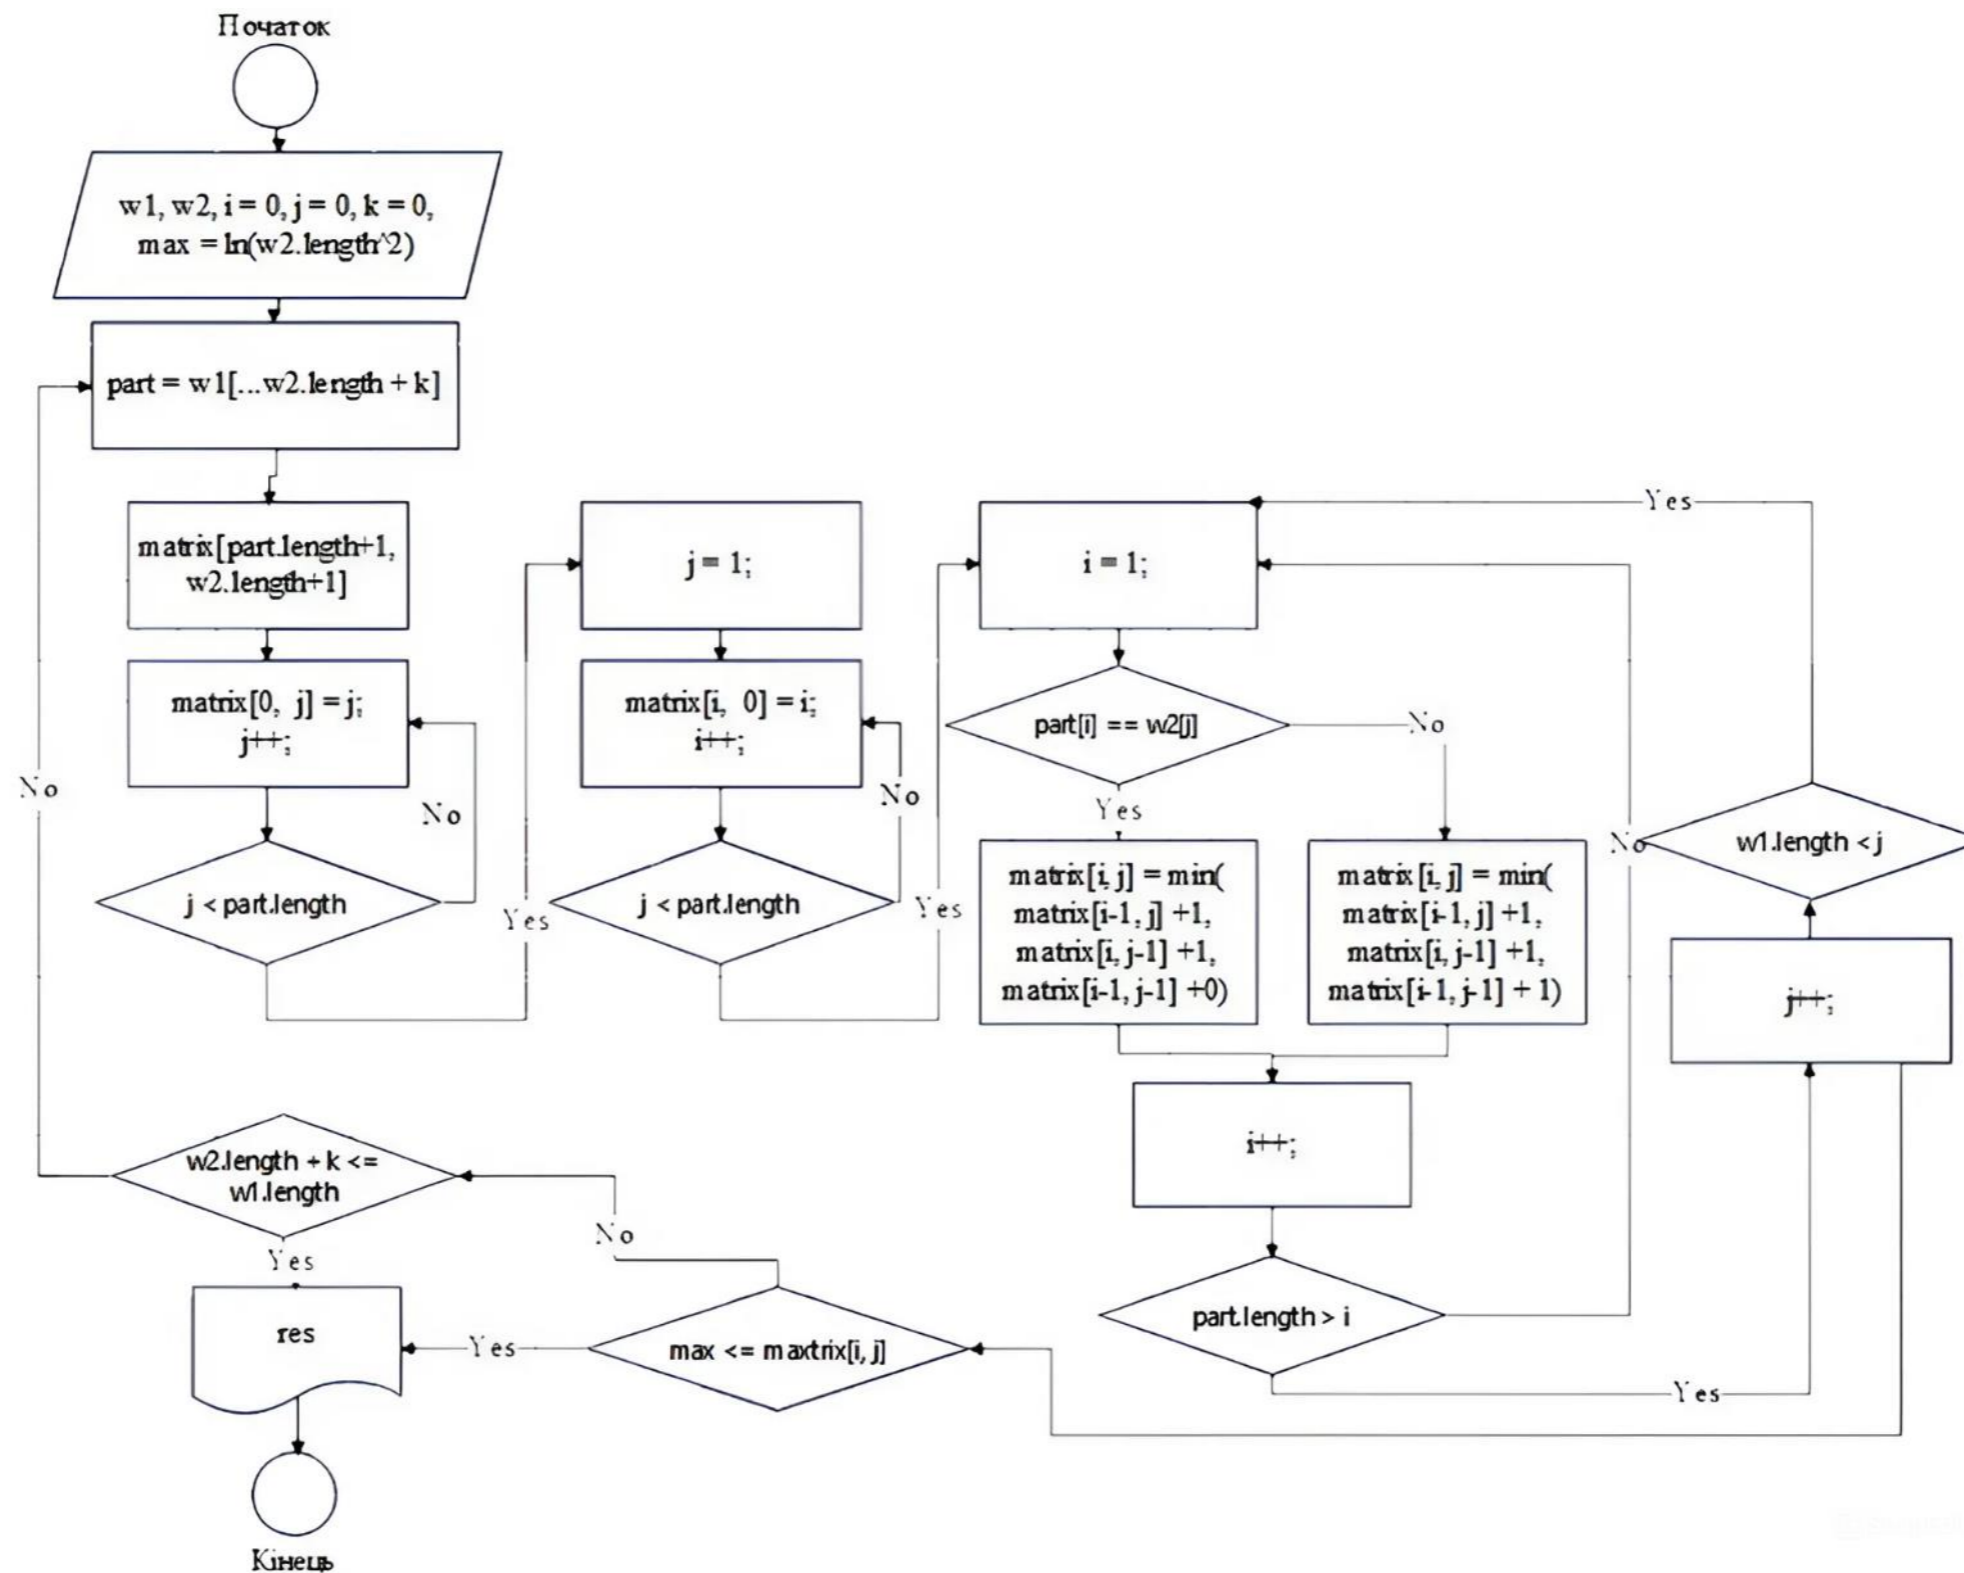 Початок
w1, w2, i = 0, j = 0, k = 0,
max = ln(w2.length^2)
part = w1[...w2.length + k]
matrix[part.length+1,
w2.length+1]
matrix[0, j] = j;
j++;
No
j < part.length
Yes
j = 1;
matrix[i, 0] = i;
i++;
No
j < part.length
Yes
i = 1;
part[i] == w2[j]
No
Yes
matrix[i, j] = min(
matrix[i-1, j] +1,
matrix[i, j-1] +1,
matrix[i-1, j-1] +0)
matrix[i, j] = min(
matrix[i-1, j] +1,
matrix[i, j-1] +1,
matrix[i-1, j-1] + 1)
i++;
part.length > i
No
Yes
j++;
w1.length < j
Yes
max <= maxtrix[i, j]
No
Yes
w2.length + k <=
w1.length
No
Yes
res
Кінець